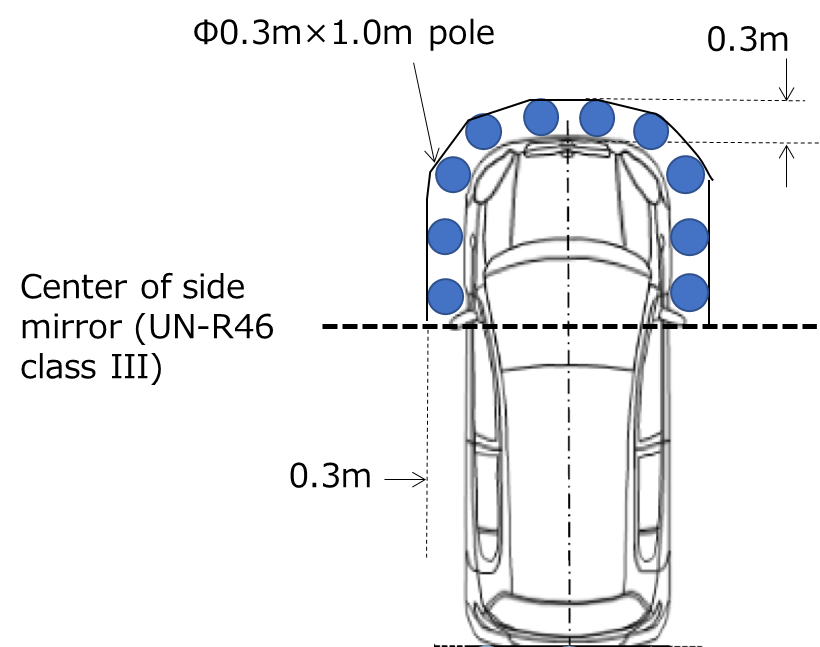 Φ0.3m×1.0m pole
0.3m
Center of side
mirror (UN-R46
class III)
0.3m